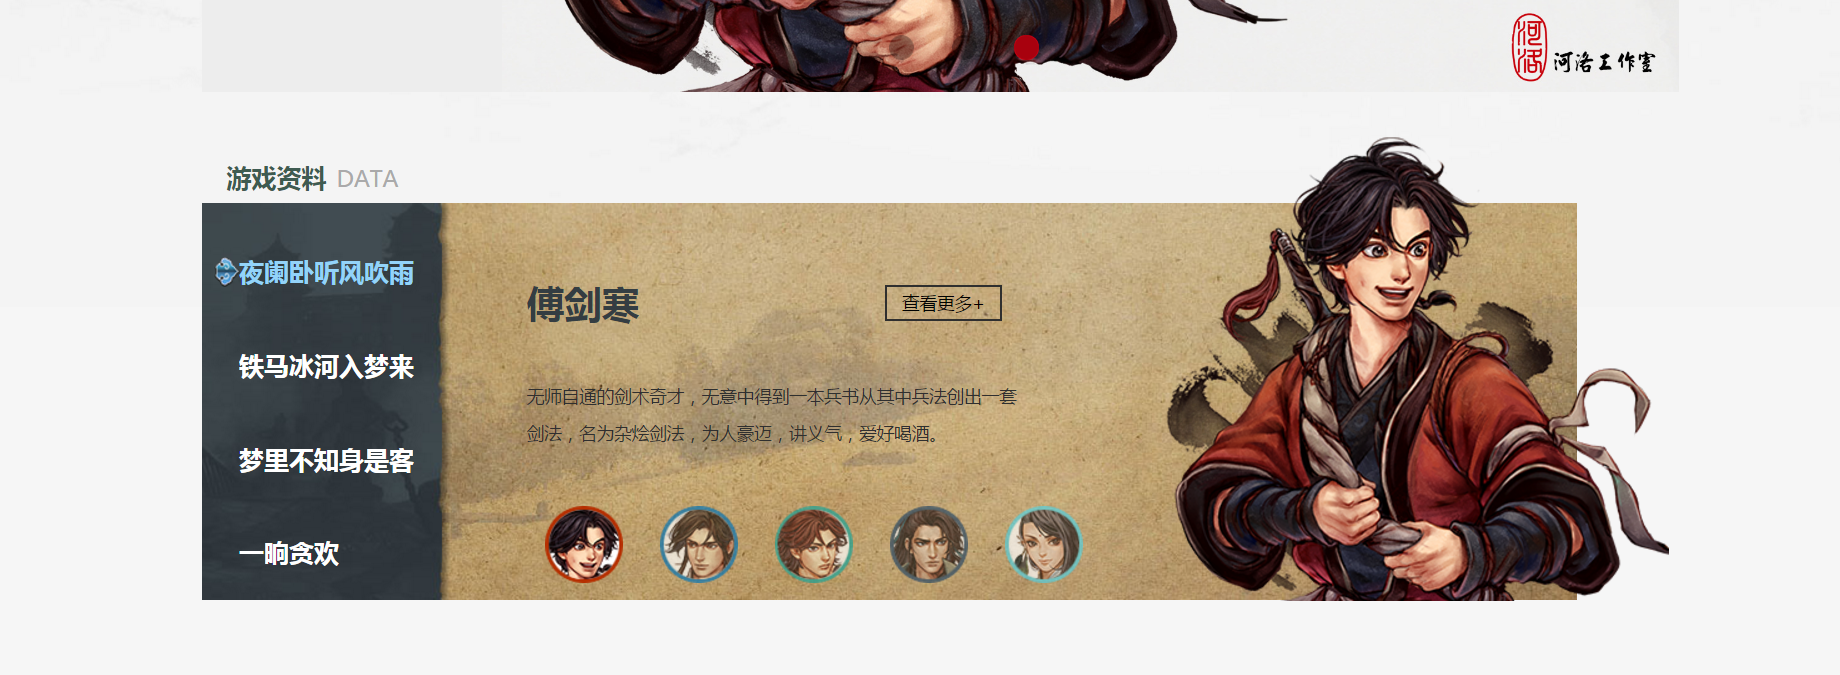 河洛
河洛工作室
游戏资料 DATA
夜阑卧听风吹雨
铁马冰河入梦来
梦里不知身是客
一晌贪欢
傅剑寒
查看更多+
无师自通的剑术奇才，无意中得到一本兵书从其中兵法创出一套
剑法，名为杂烩剑法，为人豪迈，讲义气，爱好喝酒。